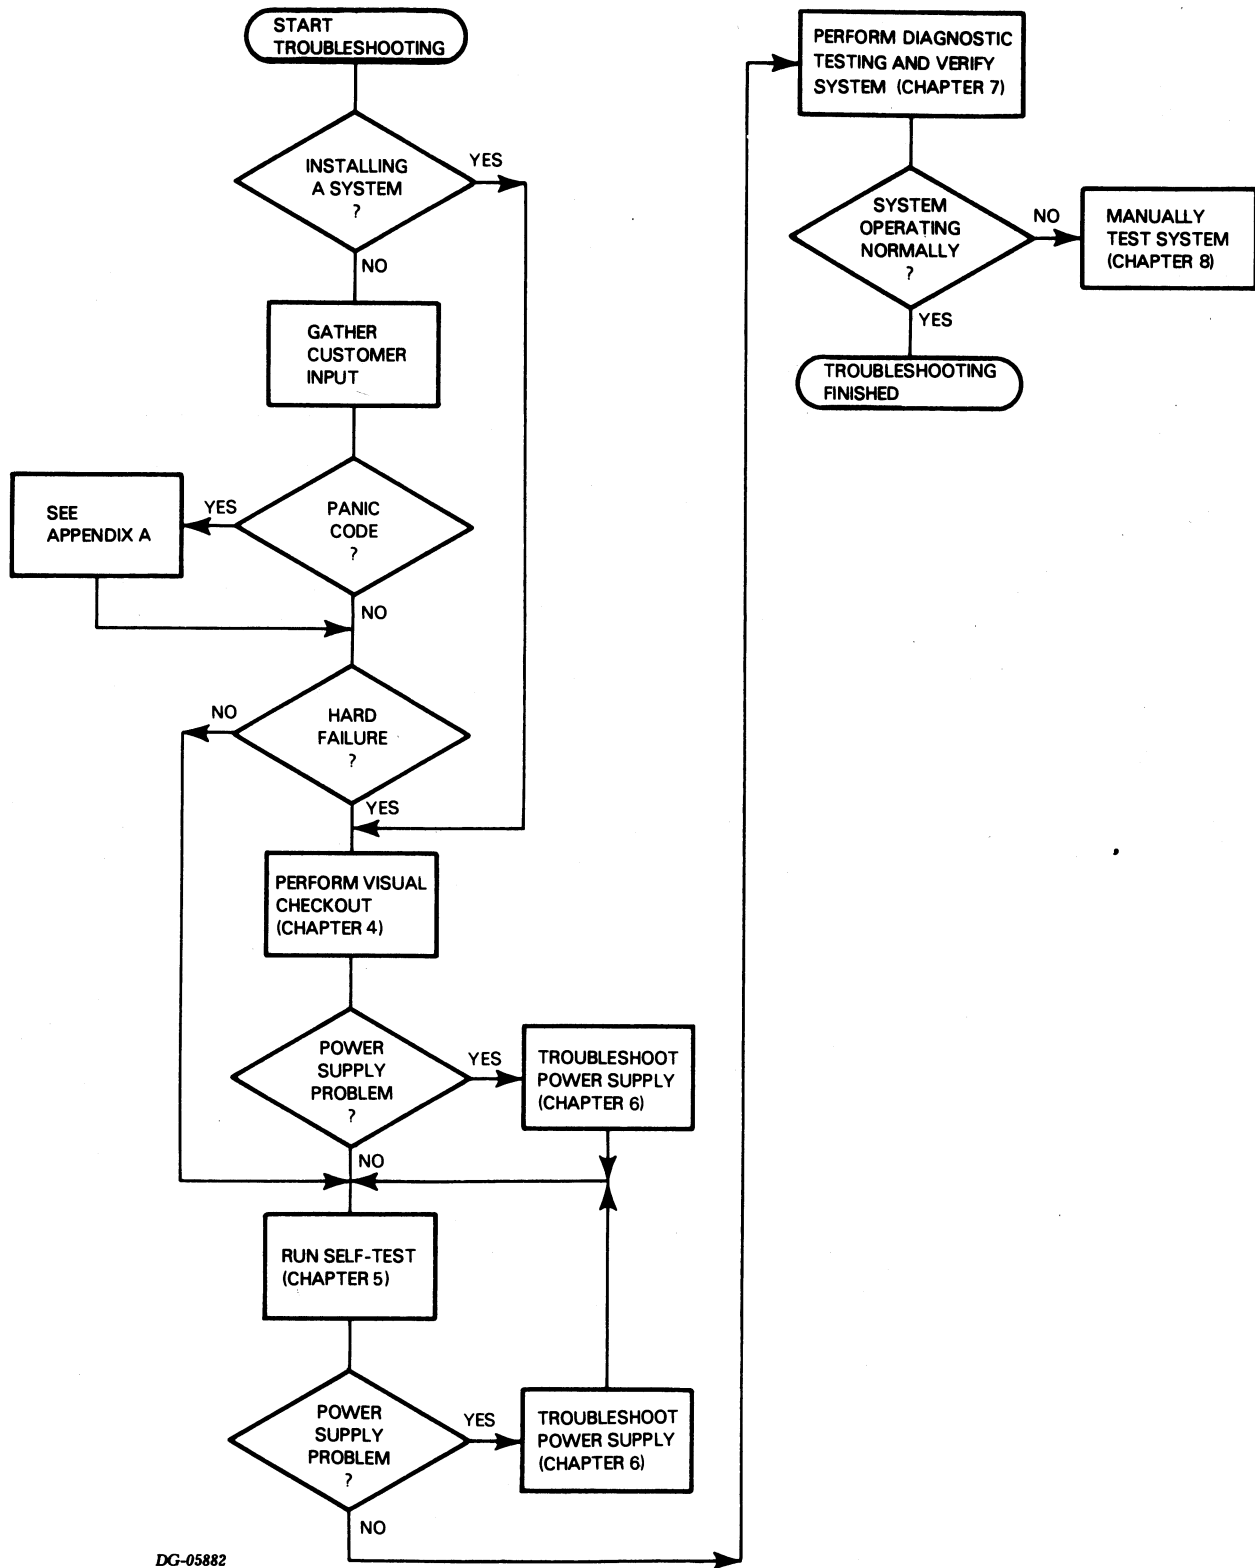 START
TROUBLESHOOTING
INSTALLING
A SYSTEM
?
YES
NO
GATHER
CUSTOMER
INPUT
PANIC
CODE
?
YES
SEE
APPENDIX A
NO
HARD
FAILURE
?
NO
YES
PERFORM VISUAL
CHECKOUT
(CHAPTER 4)
POWER
SUPPLY
PROBLEM
?
YES
TROUBLESHOOT
POWER SUPPLY
(CHAPTER 6)
NO
RUN SELF-TEST
(CHAPTER 5)
POWER
SUPPLY
PROBLEM
?
YES
TROUBLESHOOT
POWER SUPPLY
(CHAPTER 6)
NO
PERFORM DIAGNOSTIC
TESTING AND VERIFY
SYSTEM (CHAPTER 7)
SYSTEM
OPERATING
NORMALLY
?
NO
MANUALLY
TEST SYSTEM
(CHAPTER 8)
YES
TROUBLESHOOTING
FINISHED
DG-05882